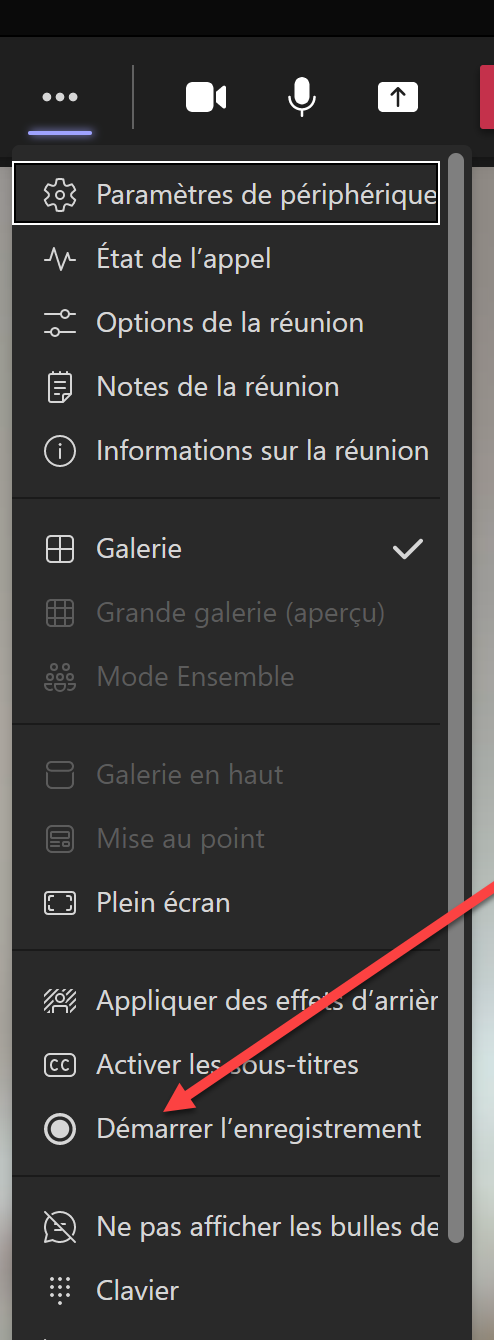 Paramètres de périphérique
État de l’appel
Options de la réunion
Notes de la réunion
Informations sur la réunion
Galerie
Grande galerie (aperçu)
Mode Ensemble
Galerie en haut
Mise au point
Plein écran
Appliquer des effets d’arrièr
CC Activer les sous-titres
Démarrer l’enregistrement
Ne pas afficher les bulles de
Clavier